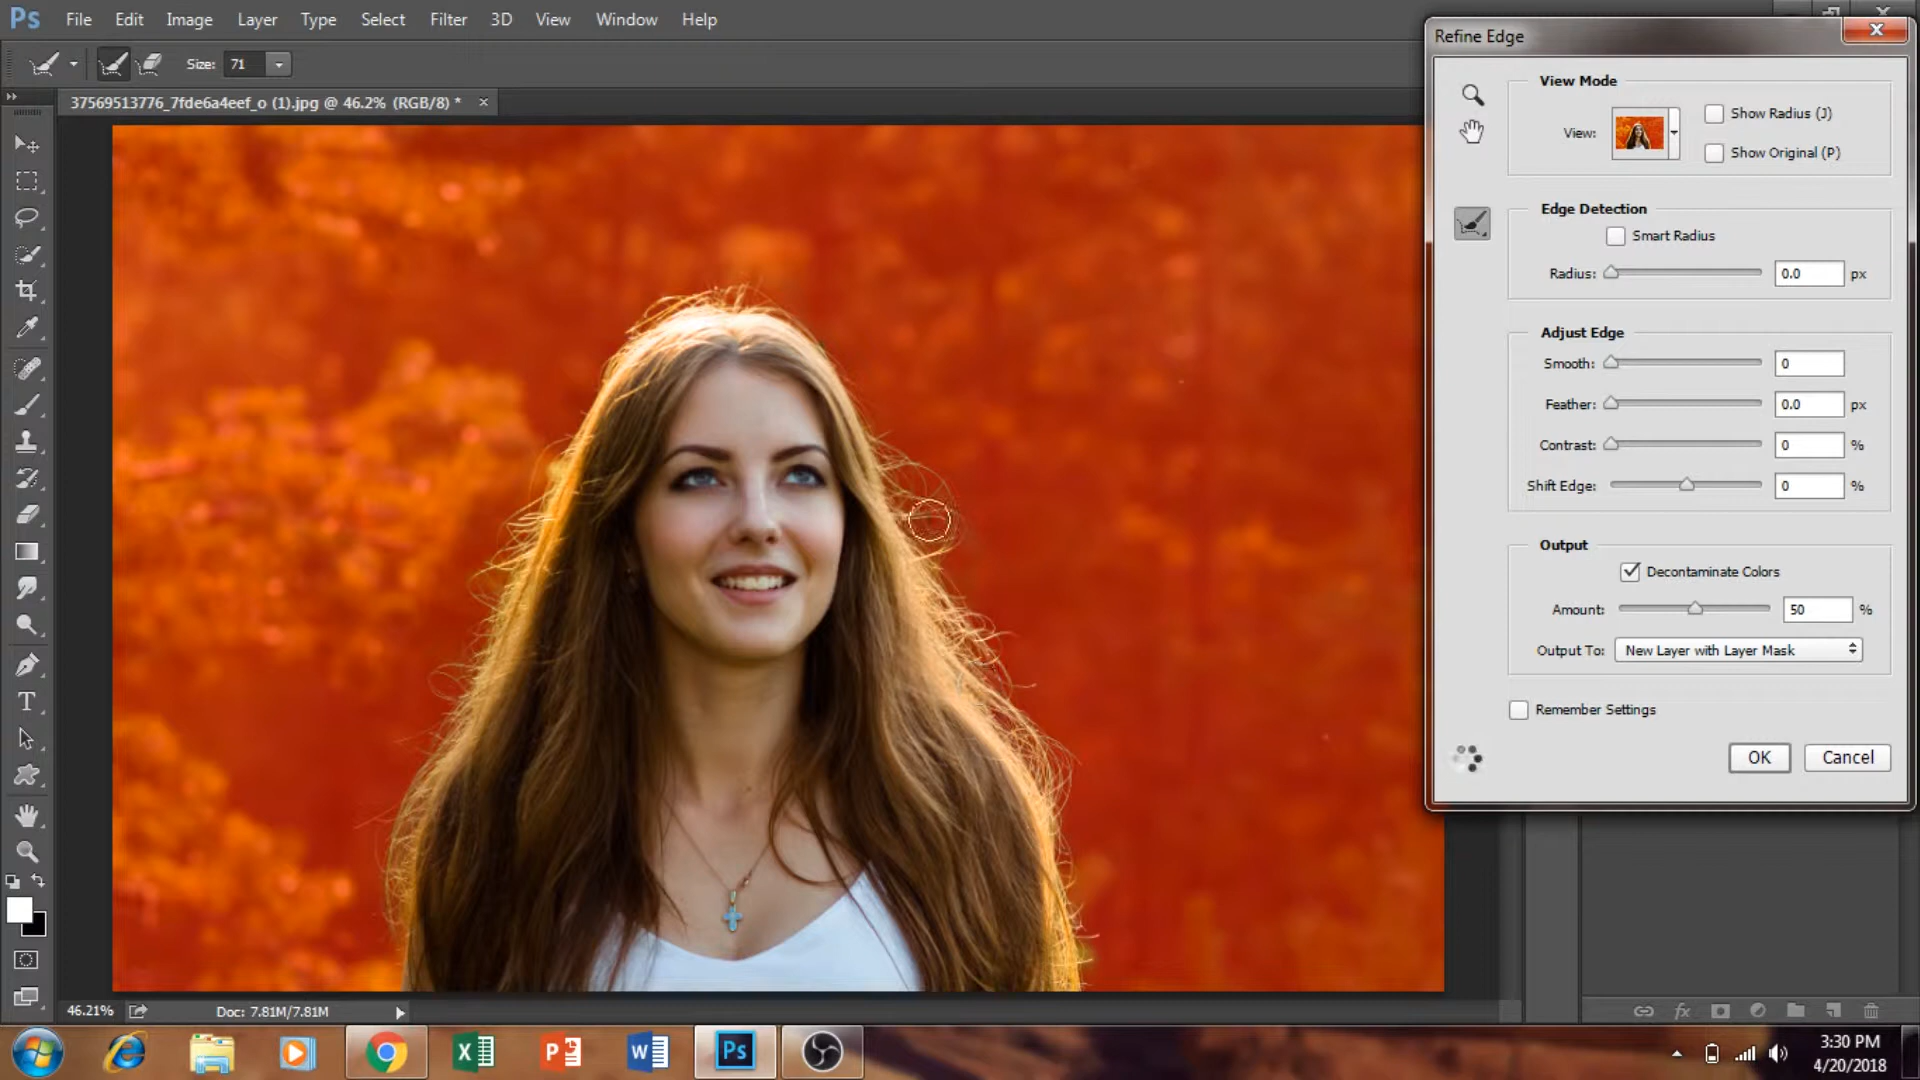 Ps File Edit Image Layer Type Select Filter 3D View Window Help
Size: 71
37569513776_7fde6a4eef_o (1).jpg @ 46.2% (RGB/8) * ×
Refine Edge
View Mode
View:
Show Radius (J)
Show Original (P)
Edge Detection
Smart Radius
Radius: 0.0 px
Adjust Edge
Smooth: 0
Feather: 0.0 px
Contrast: 0 %
Shift Edge: 0 %
Output
Decontaminate Colors
Amount: 50 %
Output To: New Layer with Layer Mask
Remember Settings
OK Cancel
T
46.21% Doc: 7.81M/7.81M
fx
X P W Ps
3:30 PM
4/20/2018